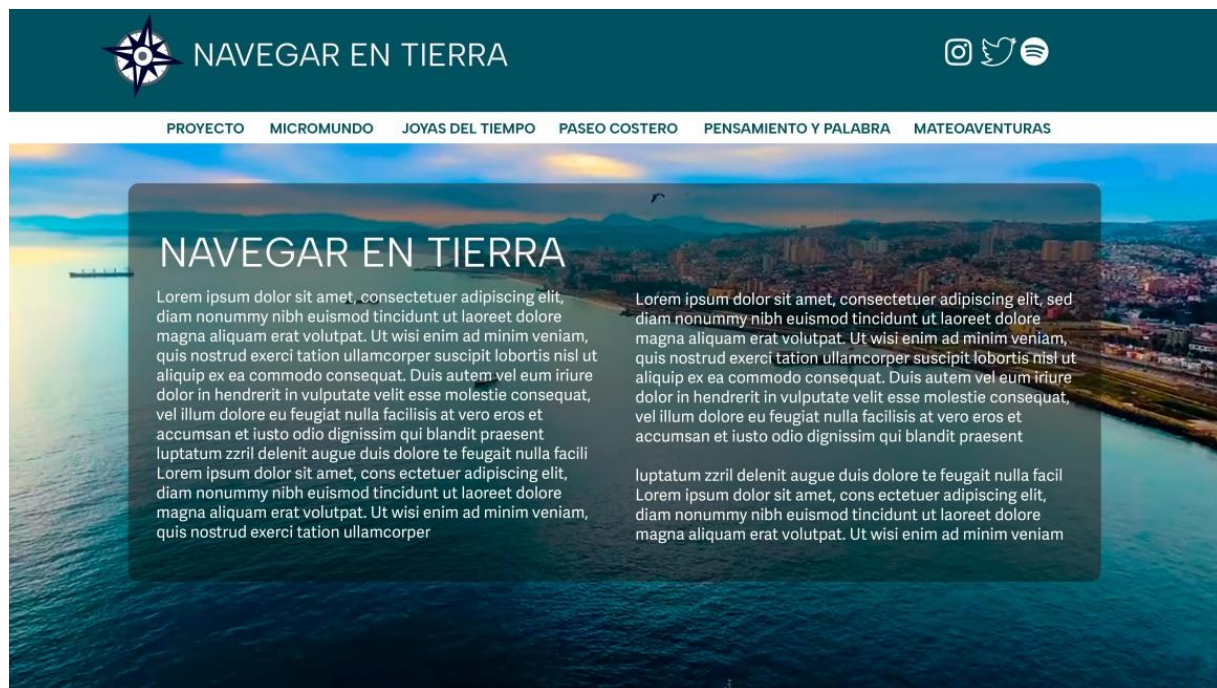 NAVEGAR EN TIERRA
PROYECTO MICROMUNDO JOYAS DEL TIEMPO PASEO COSTERO PENSAMIENTO Y PALABRA MATEOAVENTURAS
NAVEGAR EN TIERRA
Lorem ipsum dolor sit amet, consectetuer adipiscing elit,
diam nonummy nibh euismod tincidunt ut laoreet dolore
magna aliquam erat volutpat. Ut wisi enim ad minim veniam,
quis nostrud exerci tation ullamcorper suscipit lobortis nisl ut
aliquip ex ea commodo consequat. Duis autem vel eum iriure
dolor in hendrerit in vulputate velit esse molestie consequat,
vel illum dolore eu feugiat nulla facilisis at vero eros et
accumsan et iusto odio dignissim qui blandit praesent
luptatum zzril delenit augue duis dolore te feugait nulla facili
Lorem ipsum dolor sit amet, cons ectetuer adipiscing elit,
diam nonummy nibh euismod tincidunt ut laoreet dolore
magna aliquam erat volutpat. Ut wisi enim ad minim veniam,
quis nostrud exerci tation ullamcorper
Lorem ipsum dolor sit amet, consectetuer adipiscing elit, sed
diam nonummy nibh euismod tincidunt ut laoreet dolore
magna aliquam erat volutpat. Ut wisi enim ad minim veniam,
quis nostrud exerci tation ullamcorper suscipit lobortis nisl ut
aliquip ex ea commodo consequat. Duis autem vel eum iriure
dolor in hendrerit in vulputate velit esse molestie consequat,
vel illum dolore eu feugiat nulla facilisis at vero eros et
accumsan et iusto odio dignissim qui blandit praesent
luptatum zzril delenit augue duis dolore te feugait nulla facil
Lorem ipsum dolor sit amet, cons ectetuer adipiscing elit,
diam nonummy nibh euismod tincidunt ut laoreet dolore
magna aliquam erat volutpat. Ut wisi enim ad minim veniam